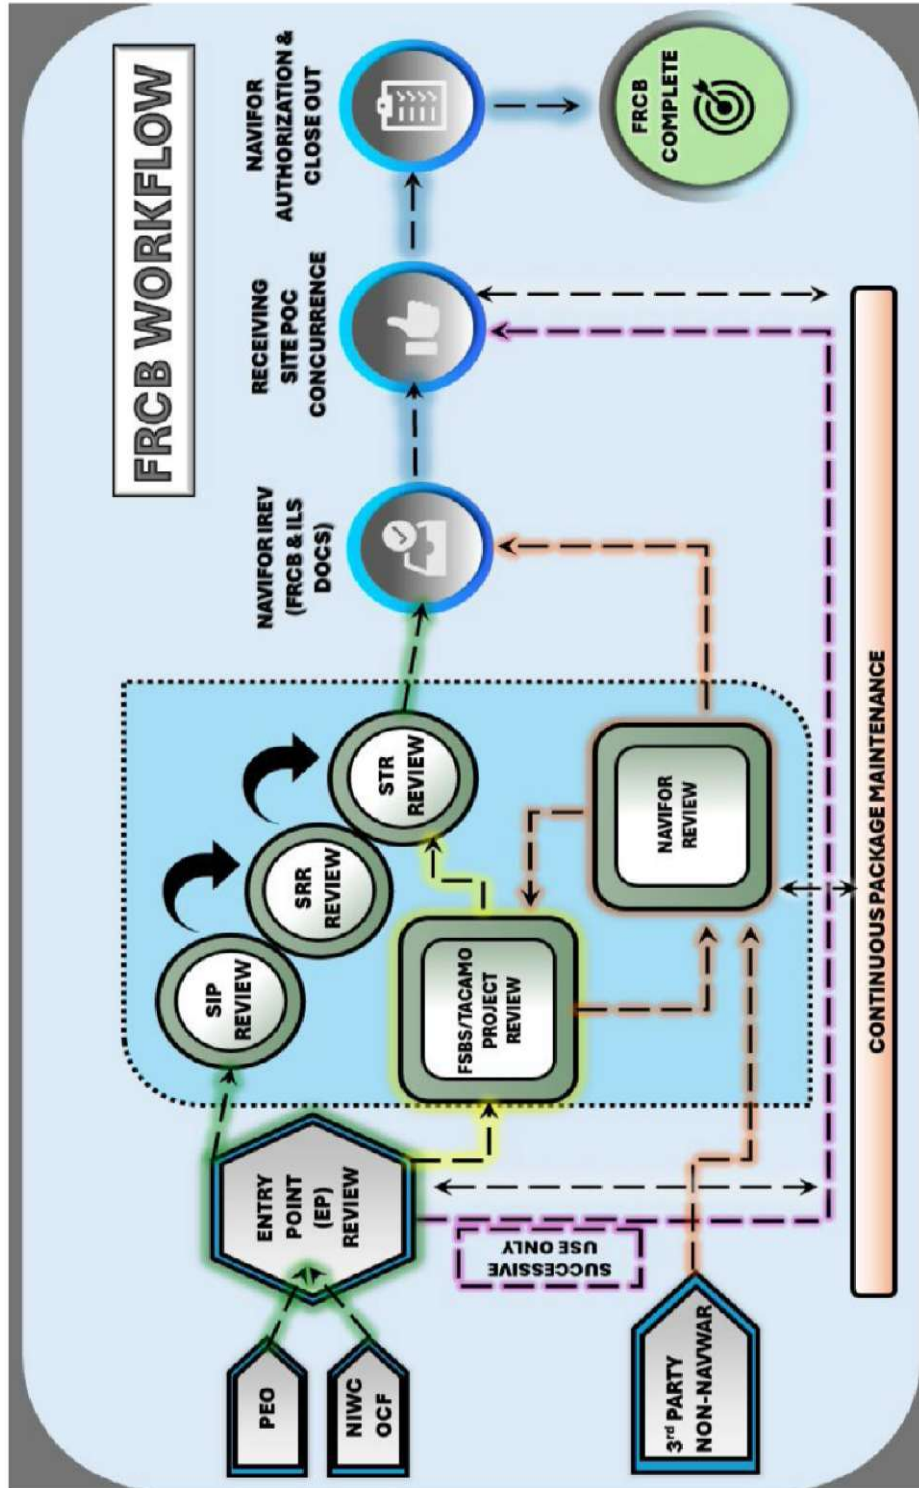 FRCB WORKFLOW
PEO
NIWC
OCF
3rd PARTY
NON-NAVWAR
ENTRY
POINT
(EP)
REVIEW
SUCCESSIVE
USE ONLY
SIP
REVIEW
SRR
REVIEW
STR
REVIEW
FSBS/TACAMO
PROJECT
REVIEW
NAVIFOR
REVIEW
NAVIFOR IREV
(FRCB & ILS
DOCS)
RECEIVING
SITE POC
CONCURRENCE
NAVIFOR
AUTHORIZATION &
CLOSE OUT
FRCB
COMPLETE
CONTINUOUS PACKAGE MAINTENANCE